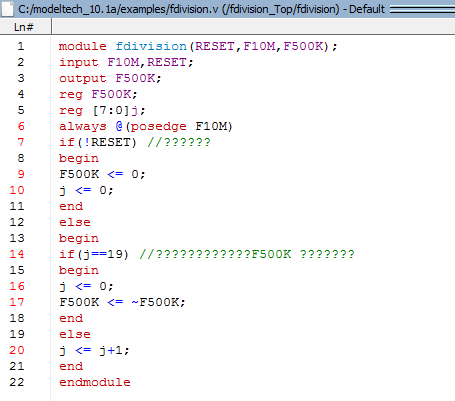 C:/modeltech_10.1a/examples/fdivision.v (/fdivision_Top/fdivision) - Default
Ln#
1 module fdivision(RESET,F10M,F500K);
2 input F10M,RESET;
3 output F500K;
4 reg F500K;
5 reg [7:0]j;
6 always @(posedge F10M)
7 if(!RESET) //??????
8 begin
9 F500K <= 0;
10 j <= 0;
11 end
12 else
13 begin
14 if(j==19) //????????????F500K ???????
15 begin
16 j <= 0;
17 F500K <= ~F500K;
18 end
19 else
20 j <= j+1;
21 end
22 endmodule